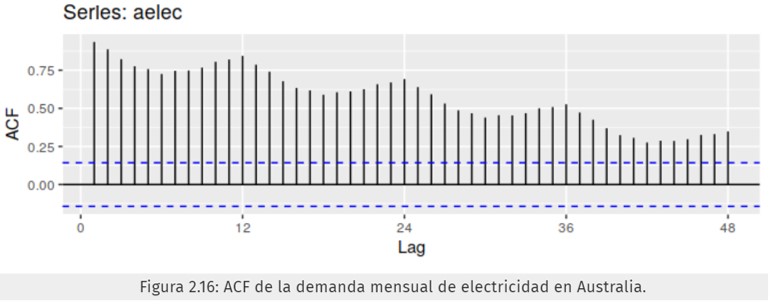 Series: aelec
ACF
0.75
0.50
0.25
0.00
0
12
24
36
48
Lag
Figura 2.16: ACF de la demanda mensual de electricidad en Australia.